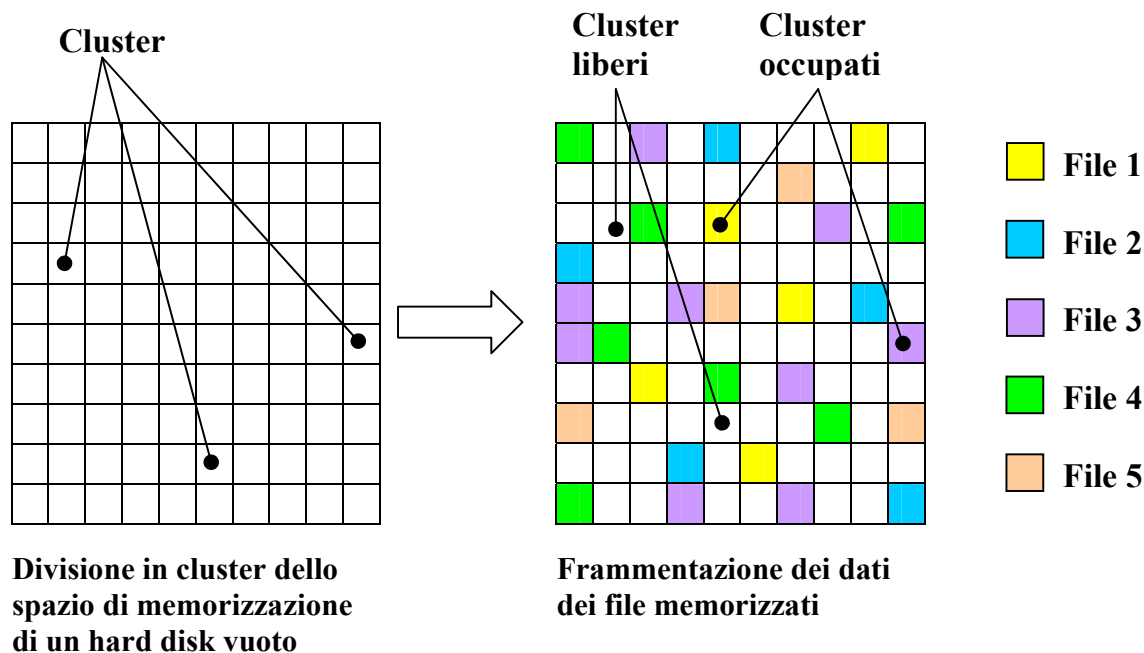 Cluster
Cluster
liberi
Cluster
occupati
File 1
File 2
File 3
File 4
File 5
Divisione in cluster dello
spazio di memorizzazione
di un hard disk vuoto
Frammentazione dei dati
dei file memorizzati